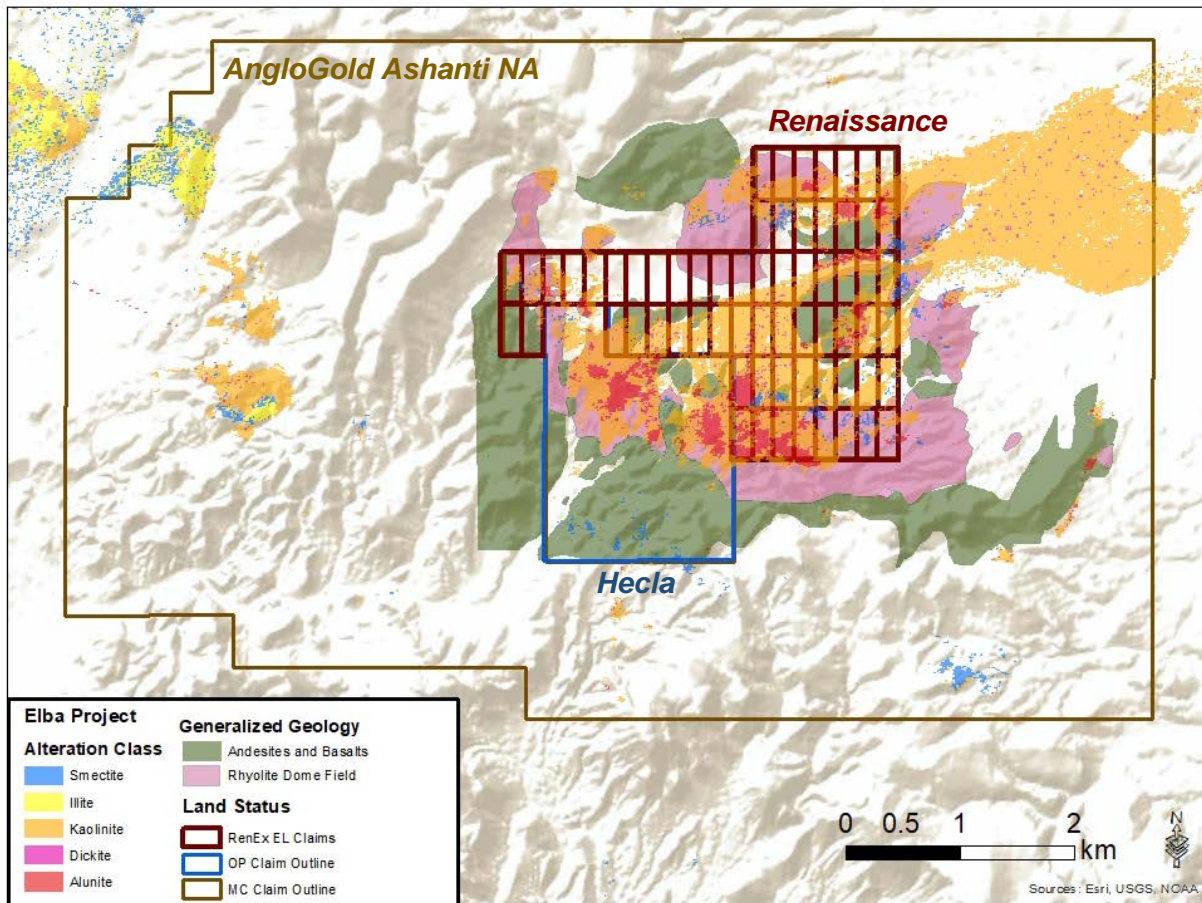 AngloGold Ashanti NA
Renaissance
Hecla
Elba Project
Alteration Class
Smectite
Illite
Kaolinite
Dickite
Alunite
Generalized Geology
Andesites and Basalts
Rhyolite Dome Field
Land Status
RenEx EL Claims
OP Claim Outline
MC Claim Outline
0 0.5 1 2
km
N
Sources: Esri, USGS, NOAA